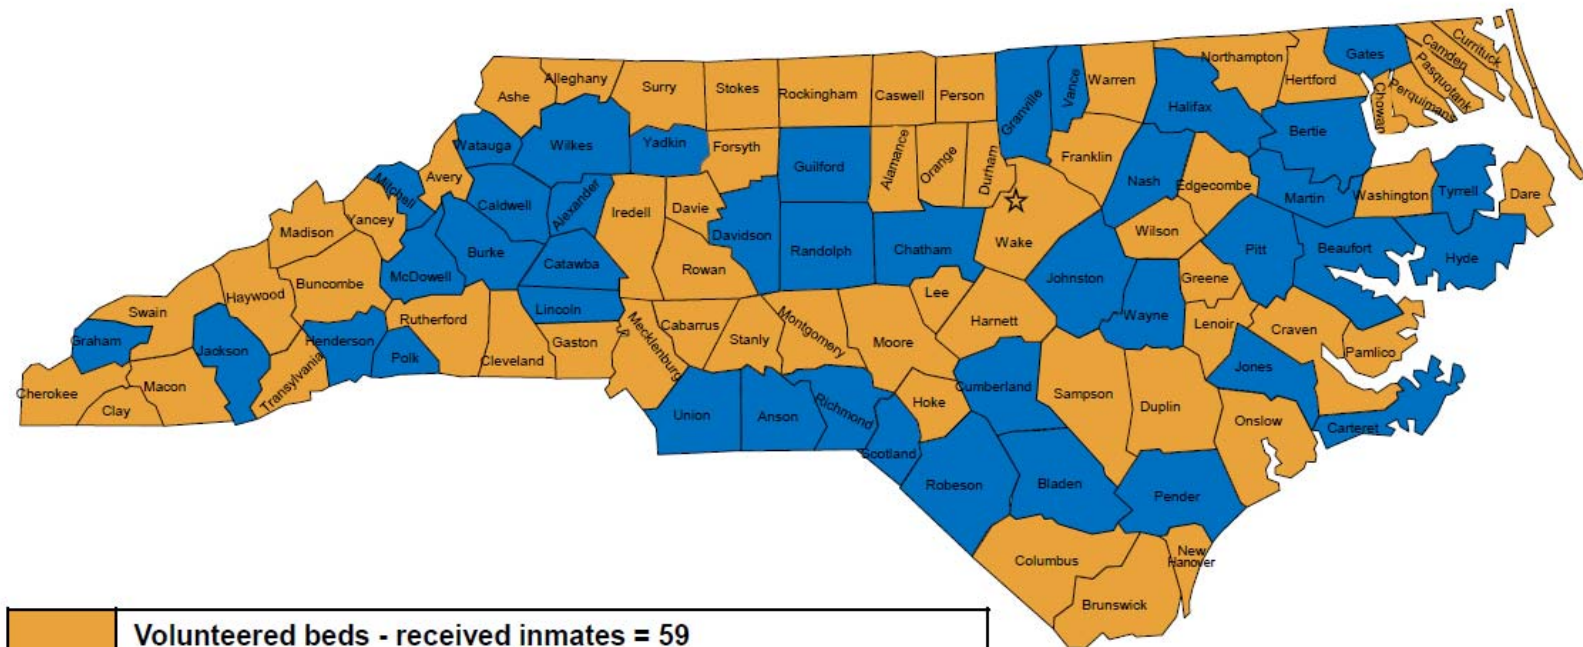 Alleghany
Ashe
Surry
Stokes
Rockingham
Caswell
Person
Granville
Vance
Warren
Northampton
Hertford
Gates
Camden
Currituck
Pasquotank
Perquimans
Chowan
Halifax
Bertie
Watauga
Wilkes
Yadkin
Forsyth
Guilford
Alamance
Orange
Durham
Franklin
Nash
Edgecombe
Martin
Washington
Tyrrell
Dare
Mitchell
Avery
Caldwell
Alexander
Iredell
Davie
Davidson
Randolph
Chatham
Wake
Wilson
Pitt
Beaufort
Hyde
Madison
Yancey
McDowell
Burke
Catawba
Rowan
Johnston
Greene
Swain
Haywood
Buncombe
Rutherford
Lincoln
Lee
Harnett
Wayne
Lenoir
Craven
Pamlico
Graham
Jackson
Henderson
Polk
Cleveland
Gaston
Mecklenburg
Cabarrus
Stanly
Montgomery
Moore
Jones
Cherokee
Clay
Macon
Transylvania
Union
Anson
Richmond
Hoke
Cumberland
Sampson
Duplin
Onslow
Carteret
Scotland
Robeson
Bladen
Pender
Columbus
New
Hanover
Brunswick
Volunteered beds - received inmates = 59